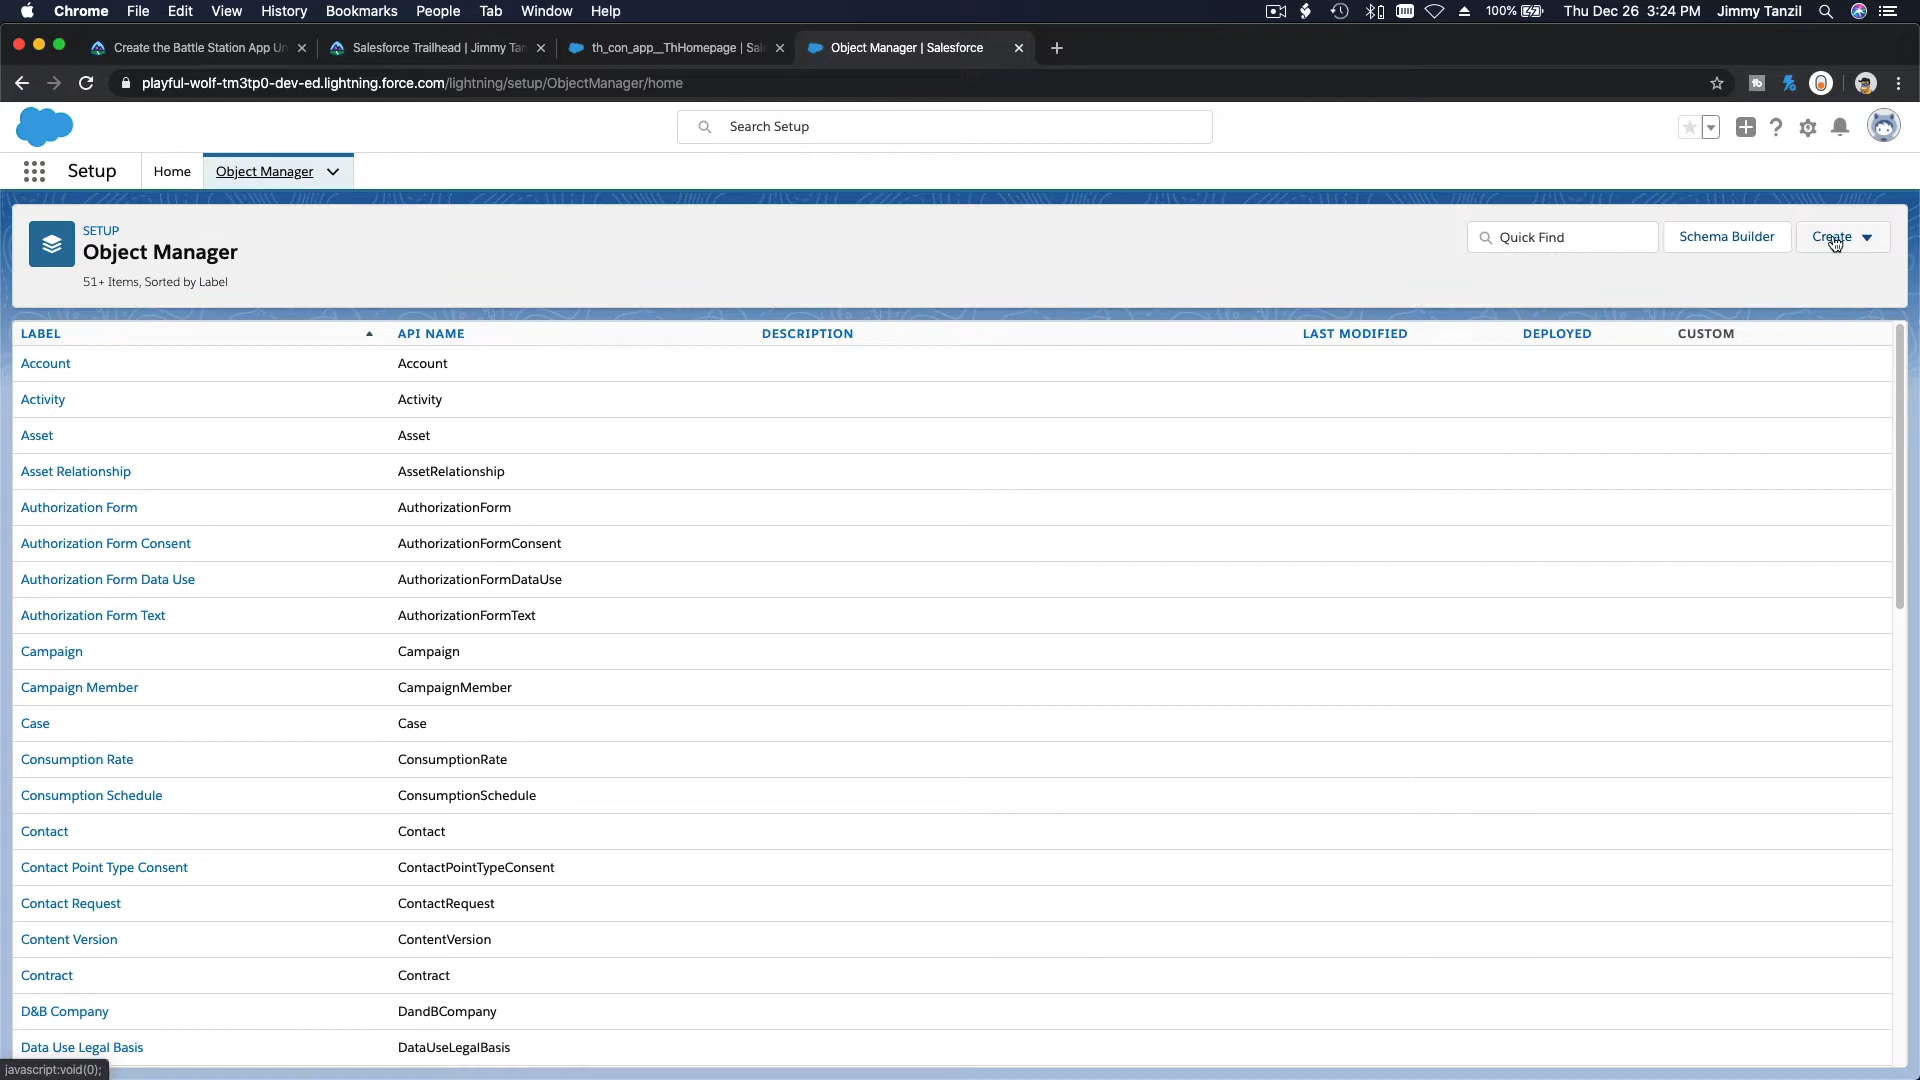 Chrome File Edit View History Bookmarks People Tab Window Help 100% Thu Dec 26 3:24 PM Jimmy Tanzil
Create the Battle Station App Un Salesforce Trailhead | Jimmy Tan th_con_app__ThHomepage | Sale Object Manager | Salesforce
playful-wolf-tm3tp0-dev-ed.lightning.force.com/lightning/setup/ObjectManager/home
Search Setup
Setup Home Object Manager
SETUP
Object Manager
51+ Items, Sorted by Label
Quick Find Schema Builder Create
LABEL API NAME DESCRIPTION LAST MODIFIED DEPLOYED CUSTOM
Account Account
Activity Activity
Asset Asset
Asset Relationship AssetRelationship
Authorization Form AuthorizationForm
Authorization Form Consent AuthorizationFormConsent
Authorization Form Data Use AuthorizationFormDataUse
Authorization Form Text AuthorizationFormText
Campaign Campaign
Campaign Member CampaignMember
Case Case
Consumption Rate ConsumptionRate
Consumption Schedule ConsumptionSchedule
Contact Contact
Contact Point Type Consent ContactPointTypeConsent
Contact Request ContactRequest
Content Version ContentVersion
Contract Contract
D&B Company DandBCompany
Data Use Legal Basis DataUseLegalBasis
javascript:void(0);